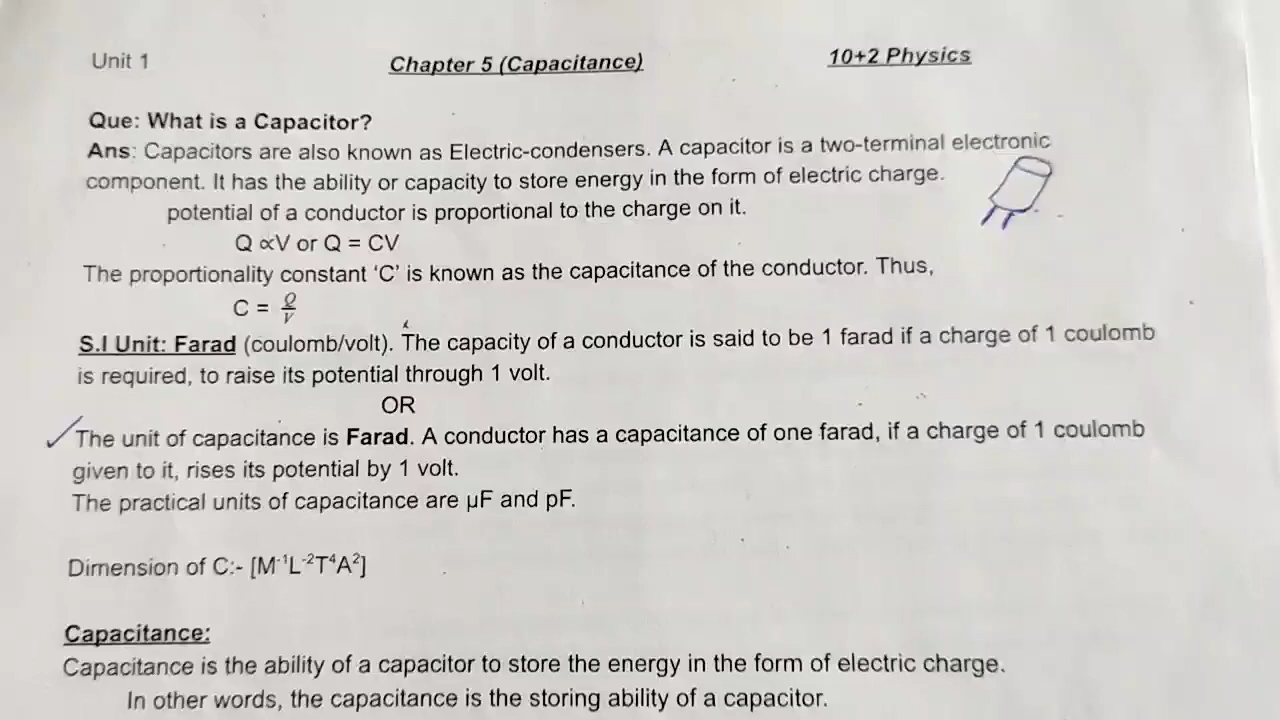 Unit 1
Chapter 5 (Capacitance)
10+2 Physics
Que: What is a Capacitor?
Ans: Capacitors are also known as Electric-condensers. A capacitor is a two-terminal electronic
component. It has the ability or capacity to store energy in the form of electric charge.
potential of a conductor is proportional to the charge on it.
Q ∝V or Q = CV
The proportionality constant ‘C’ is known as the capacitance of the conductor. Thus,
C = Q/V
S.I Unit: Farad (coulomb/volt). The capacity of a conductor is said to be 1 farad if a charge of 1 coulomb
is required, to raise its potential through 1 volt.
OR
The unit of capacitance is Farad. A conductor has a capacitance of one farad, if a charge of 1 coulomb
given to it, rises its potential by 1 volt.
The practical units of capacitance are µF and pF.
Dimension of C:- [M⁻¹L⁻²T⁴A²]
Capacitance:
Capacitance is the ability of a capacitor to store the energy in the form of electric charge.
In other words, the capacitance is the storing ability of a capacitor.